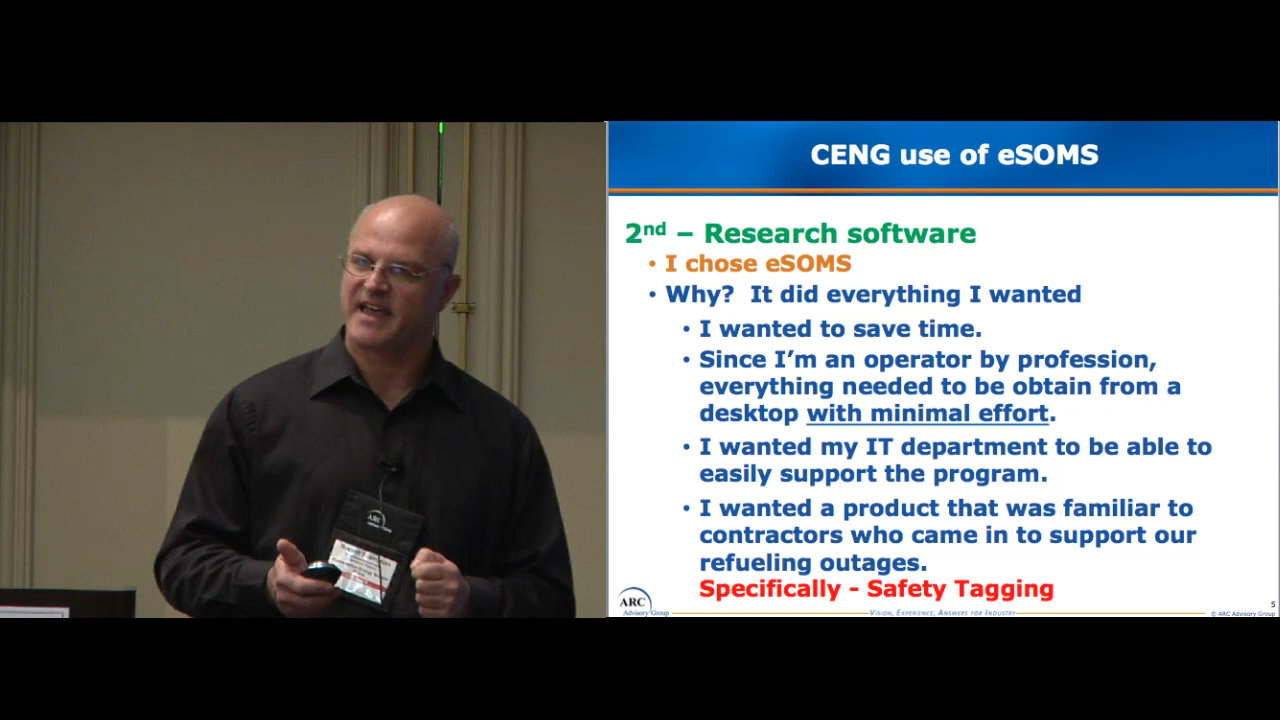 CENG use of eSOMS
2nd – Research software
• I chose eSOMS
• Why?  It did everything I wanted
• I wanted to save time.
• Since I’m an operator by profession,
everything needed to be obtain from a
desktop with minimal effort.
• I wanted my IT department to be able to
easily support the program.
• I wanted a product that was familiar to
contractors who came in to support our
refueling outages.
Specifically - Safety Tagging
ARC
Advisory Group
VISION, EXPERIENCE, ANSWERS FOR INDUSTRY
5
© ARC Advisory Group
ARC